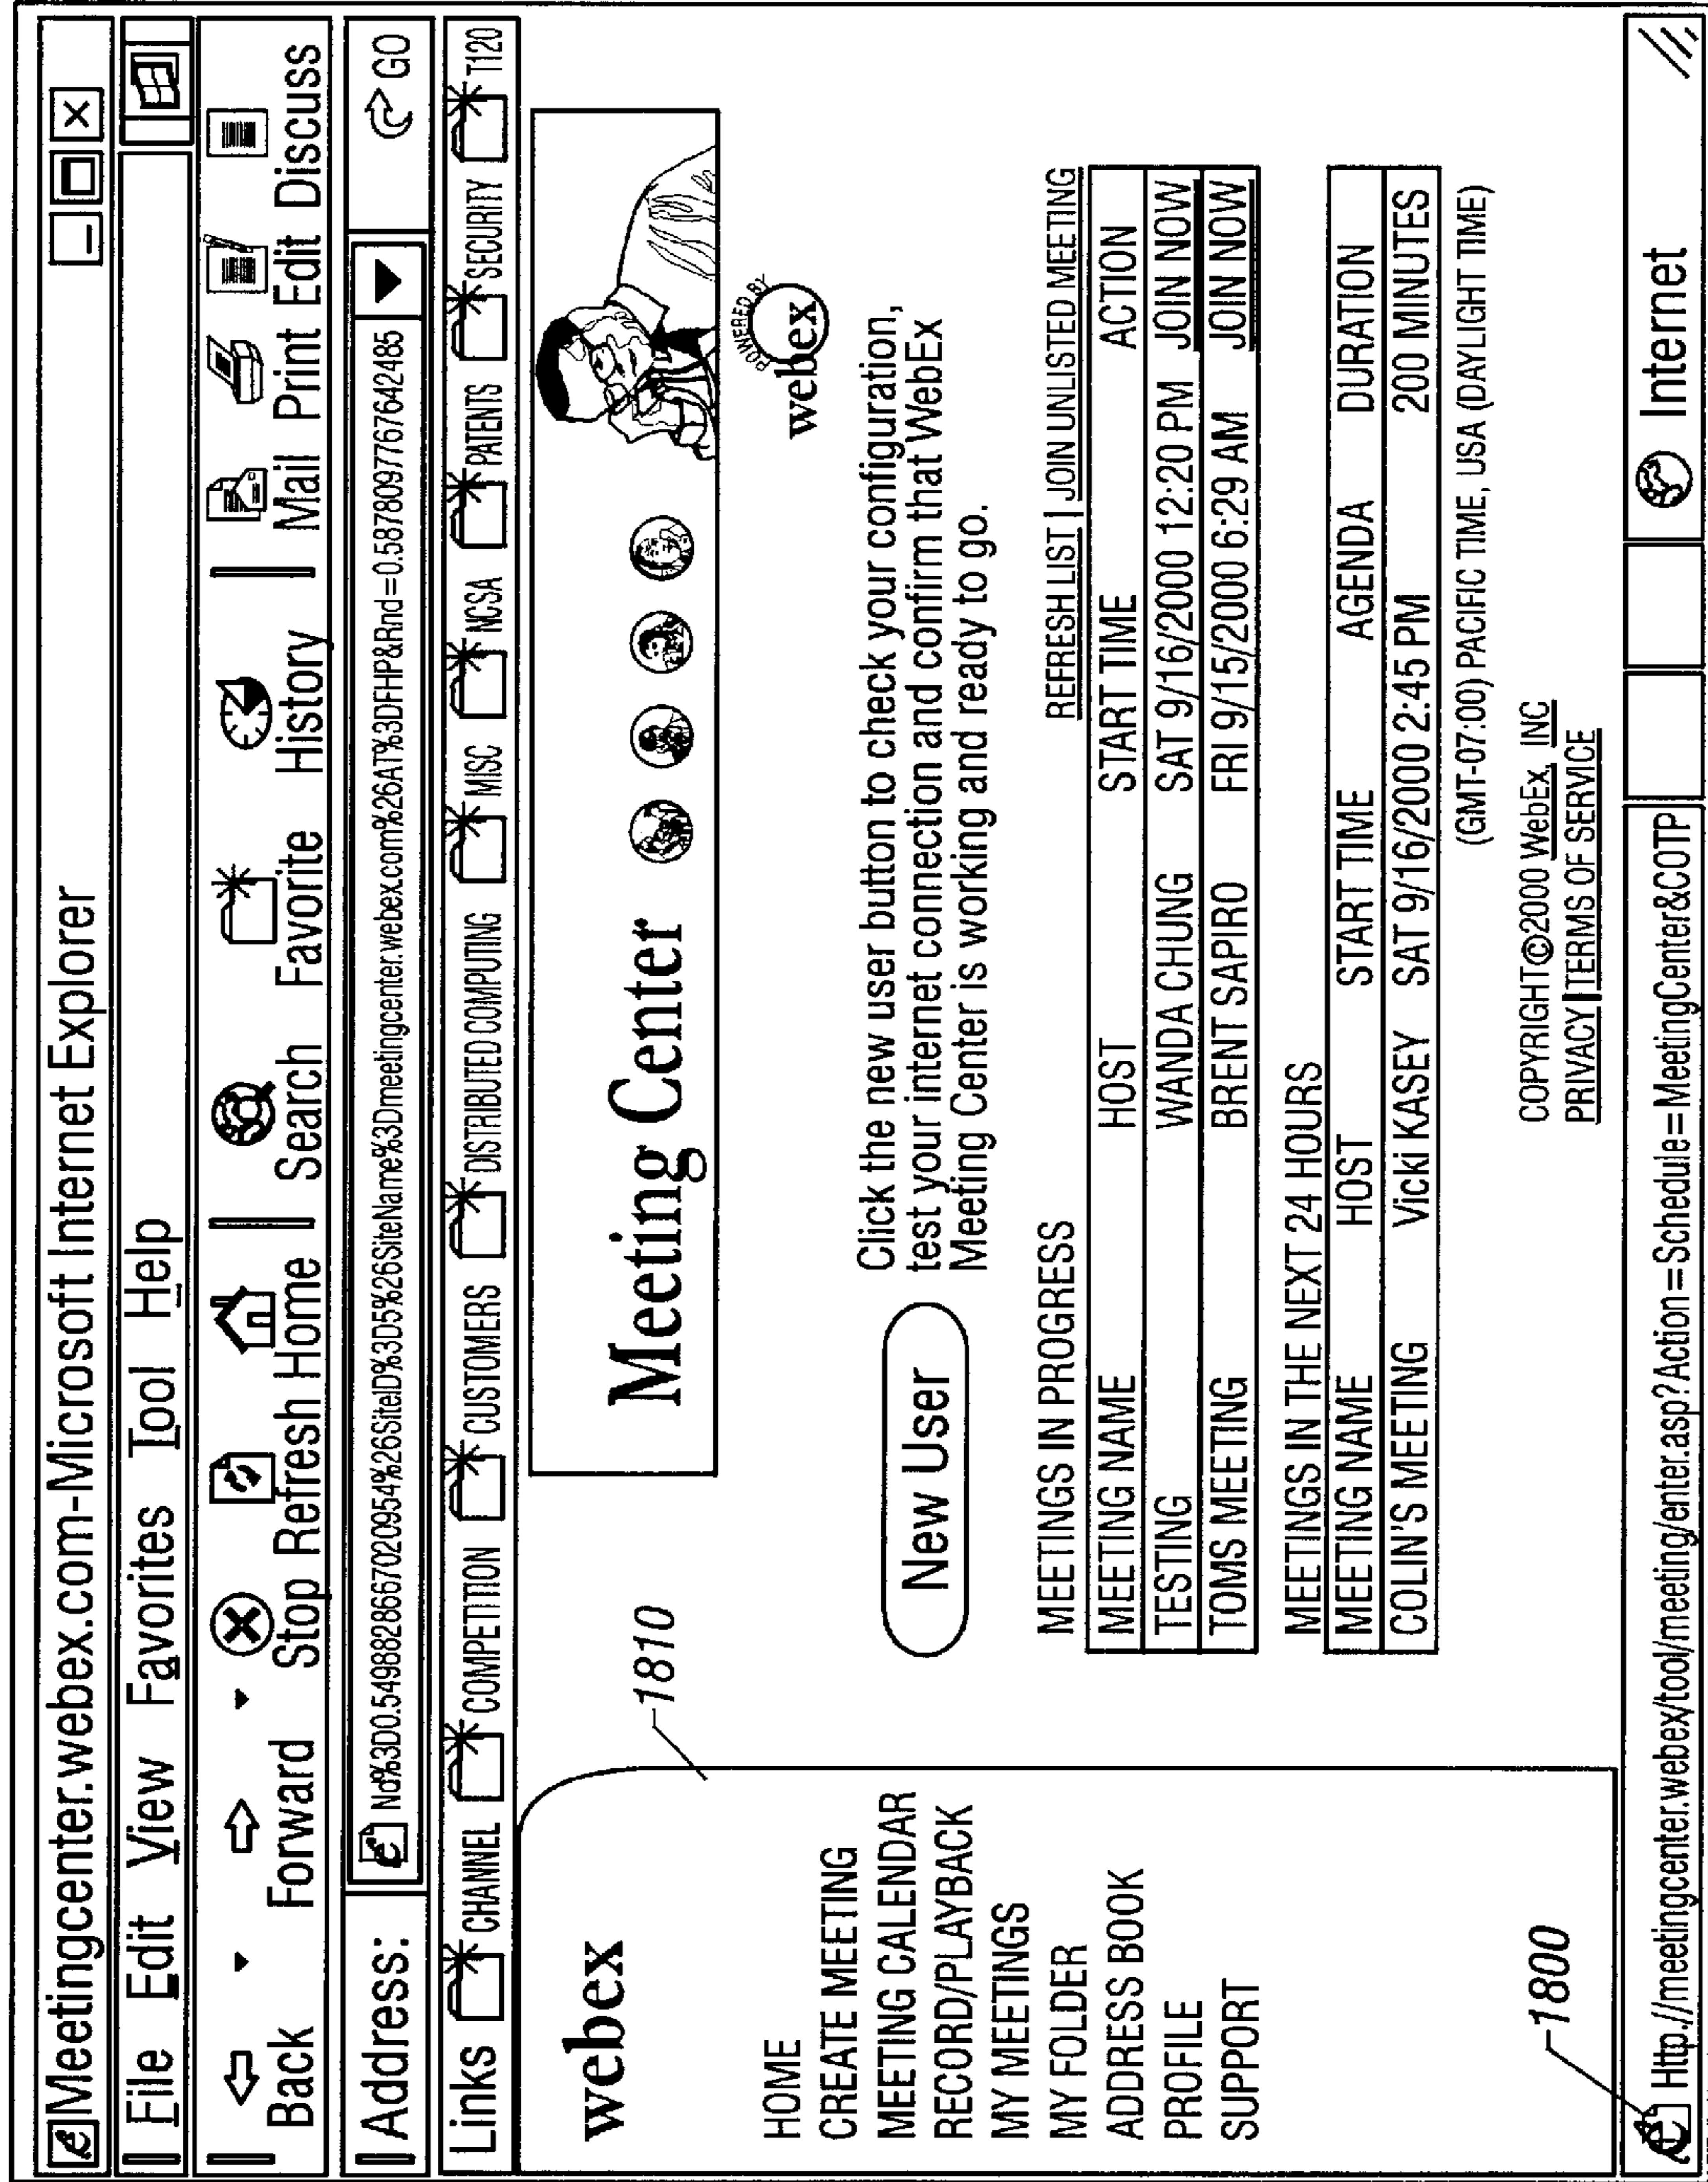 Meetingcenter.webex.com-Microsoft Internet Explorer
File Edit View Favorites Tool Help
Back Forward Stop Refresh Home Search Favorite History Mail Print Edit Discuss
Address: Nd%3D0.5498828667020954%26SiteID%3D5%26SiteName%3Dmeetingcenter.webex.com%26AT%3DFHP&Rnd=0.5878097767642485 GO
Links CHANNEL COMPETITION CUSTOMERS DISTRIBUTED COMPUTING MISC NCSA PATENTS SECURITY T120
webex
HOME
CREATE MEETING
MEETING CALENDAR
RECORD/PLAYBACK
MY MEETINGS
MY FOLDER
ADDRESS BOOK
PROFILE
SUPPORT
1810
1800
Meeting Center
POWERED BY
webex
New User
Click the new user button to check your configuration,
test your internet connection and confirm that WebEx
Meeting Center is working and ready to go.
MEETINGS IN PROGRESS REFRESH LIST | JOIN UNLISTED MEETING
MEETING NAME HOST START TIME ACTION
TESTING WANDA CHUNG SAT 9/16/2000 12:20 PM JOIN NOW
TOMS MEETING BRENT SAPIRO FRI 9/15/2000 6:29 AM JOIN NOW
MEETINGS IN THE NEXT 24 HOURS
MEETING NAME HOST START TIME AGENDA DURATION
COLIN'S MEETING Vicki KASEY SAT 9/16/2000 2:45 PM 200 MINUTES
(GMT-07:00) PACIFIC TIME, USA (DAYLIGHT TIME)
COPYRIGHT©2000 WebEx, INC
PRIVACY | TERMS OF SERVICE
Http.//meetingcenter.webex/tool/meeting/enter.asp?Action=Schedule=MeetingCenter&COTP Internet